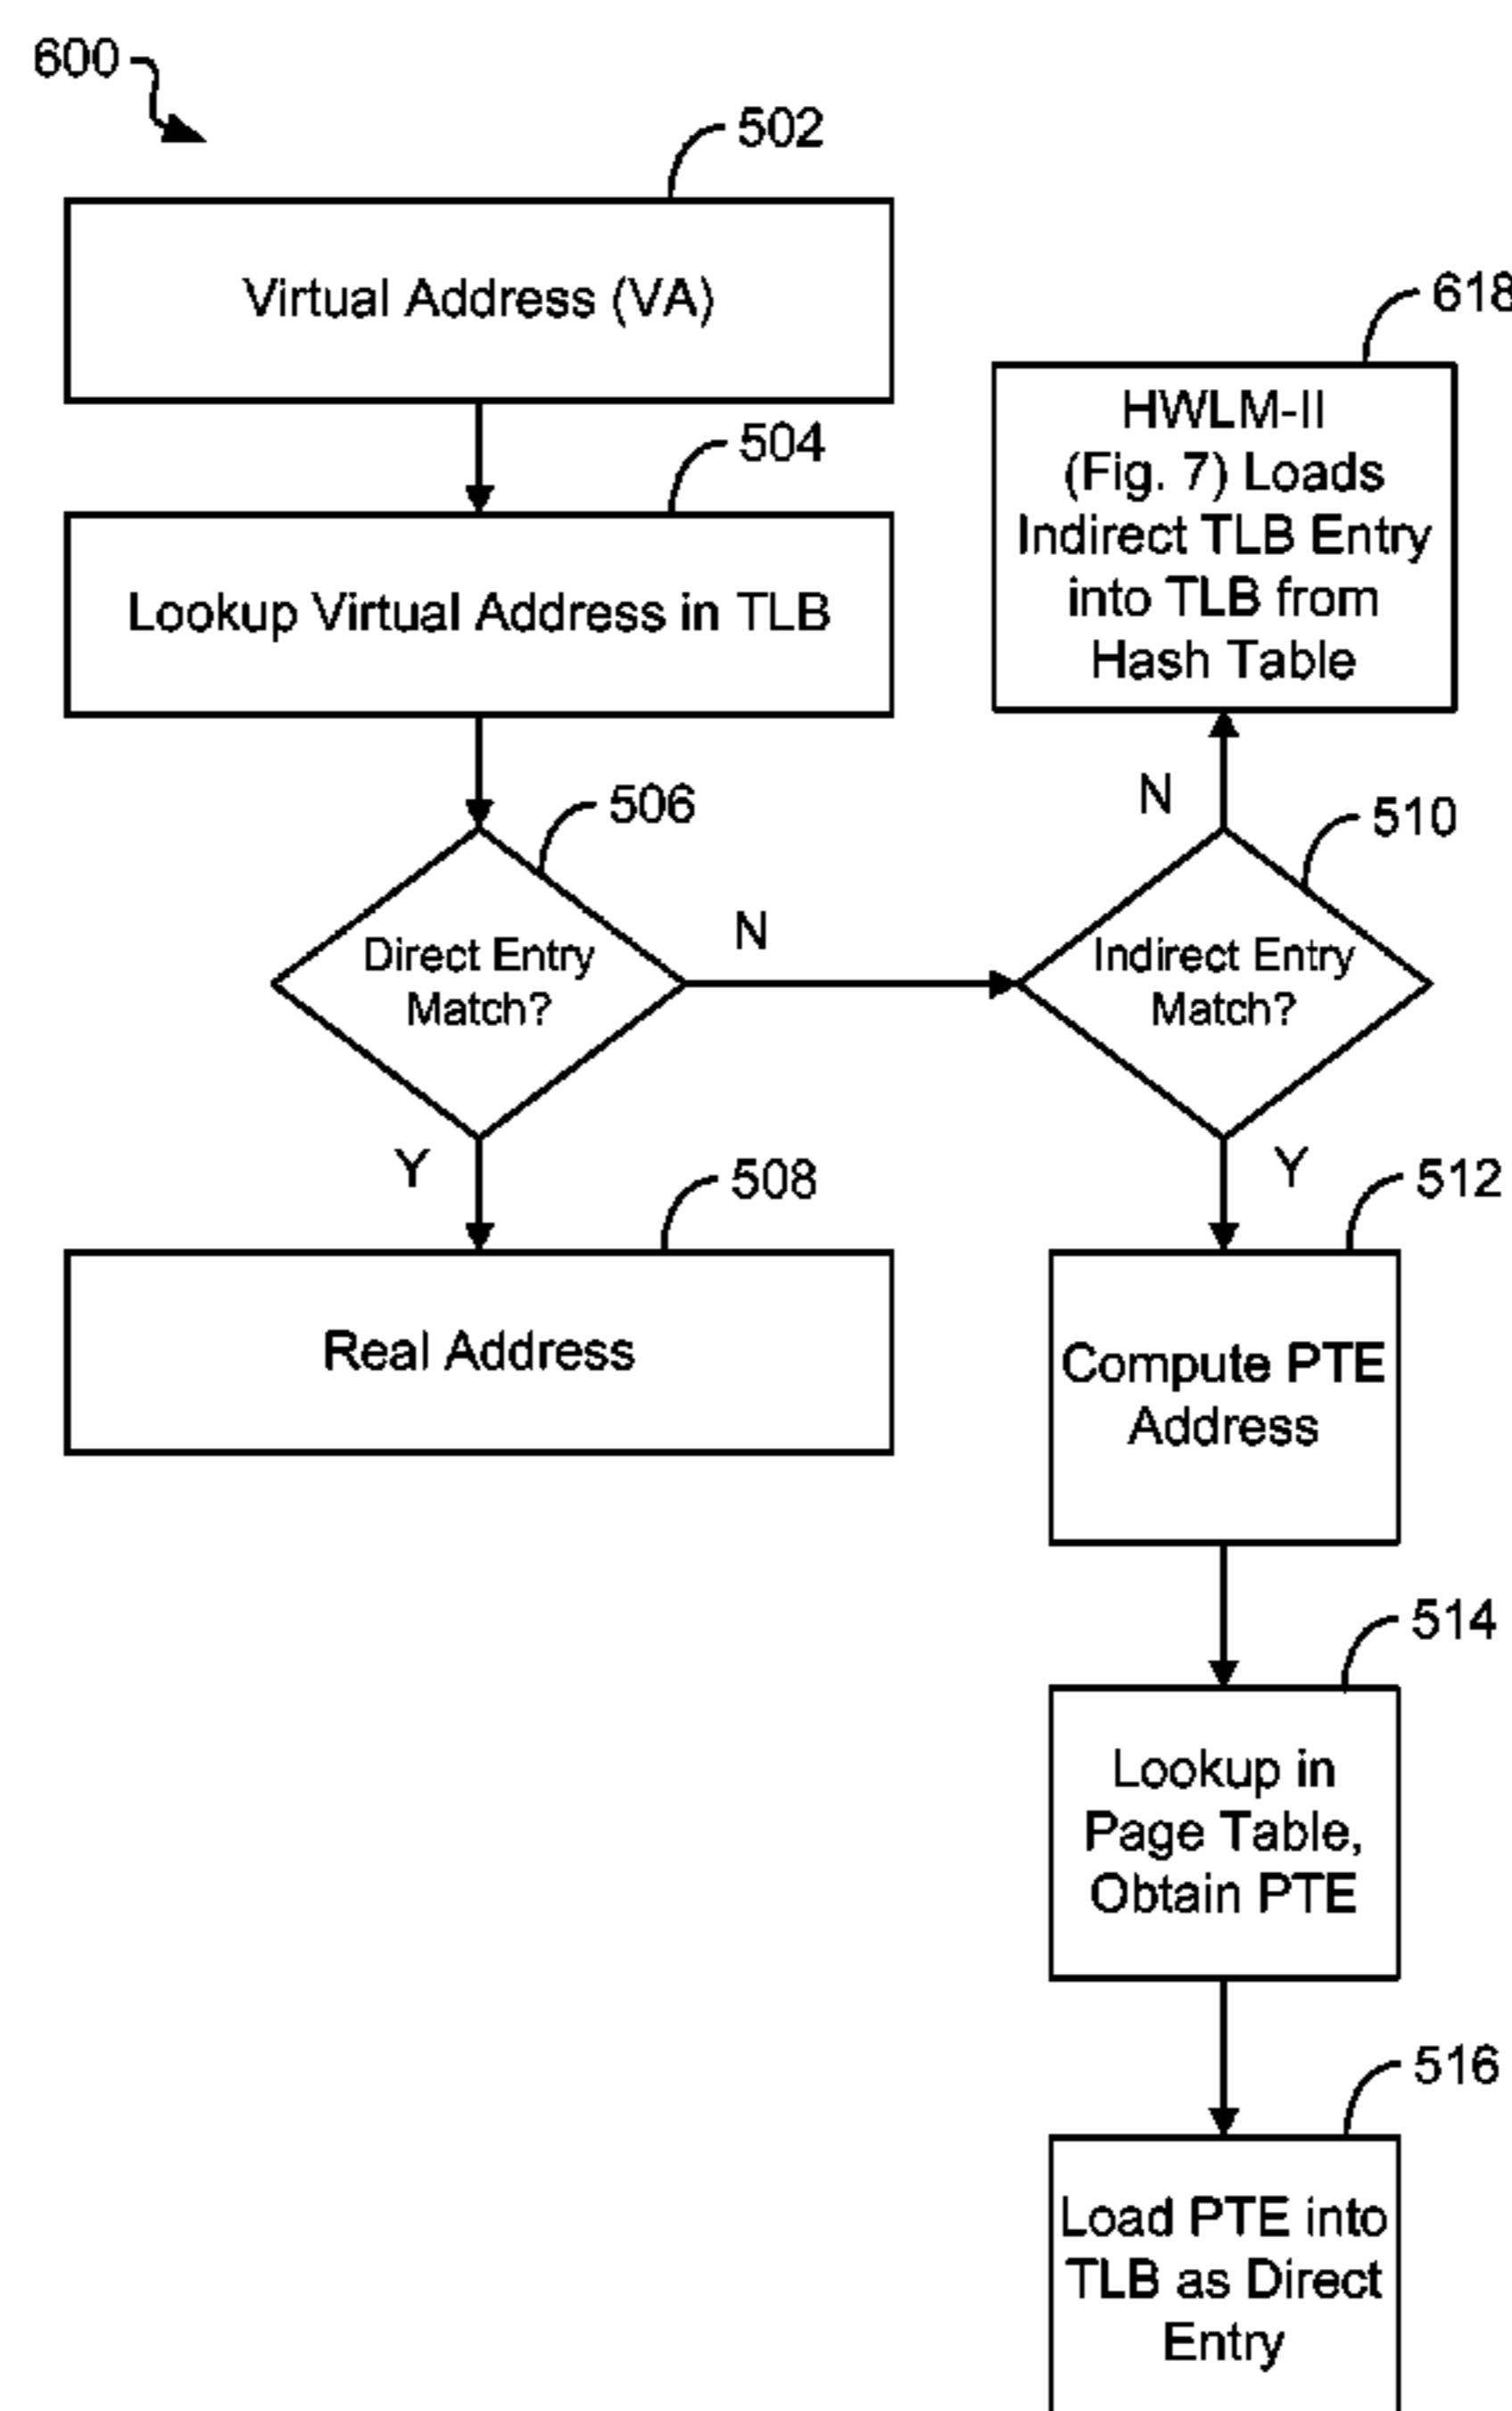 600
502
Virtual Address (VA)
504
Lookup Virtual Address in TLB
506
Direct Entry
Match?
N
Y
508
Real Address
618
HWLM-II
(Fig. 7) Loads
Indirect TLB Entry
into TLB from
Hash Table
N
510
Indirect Entry
Match?
Y
512
Compute PTE
Address
514
Lookup in
Page Table,
Obtain PTE
516
Load PTE into
TLB as Direct
Entry